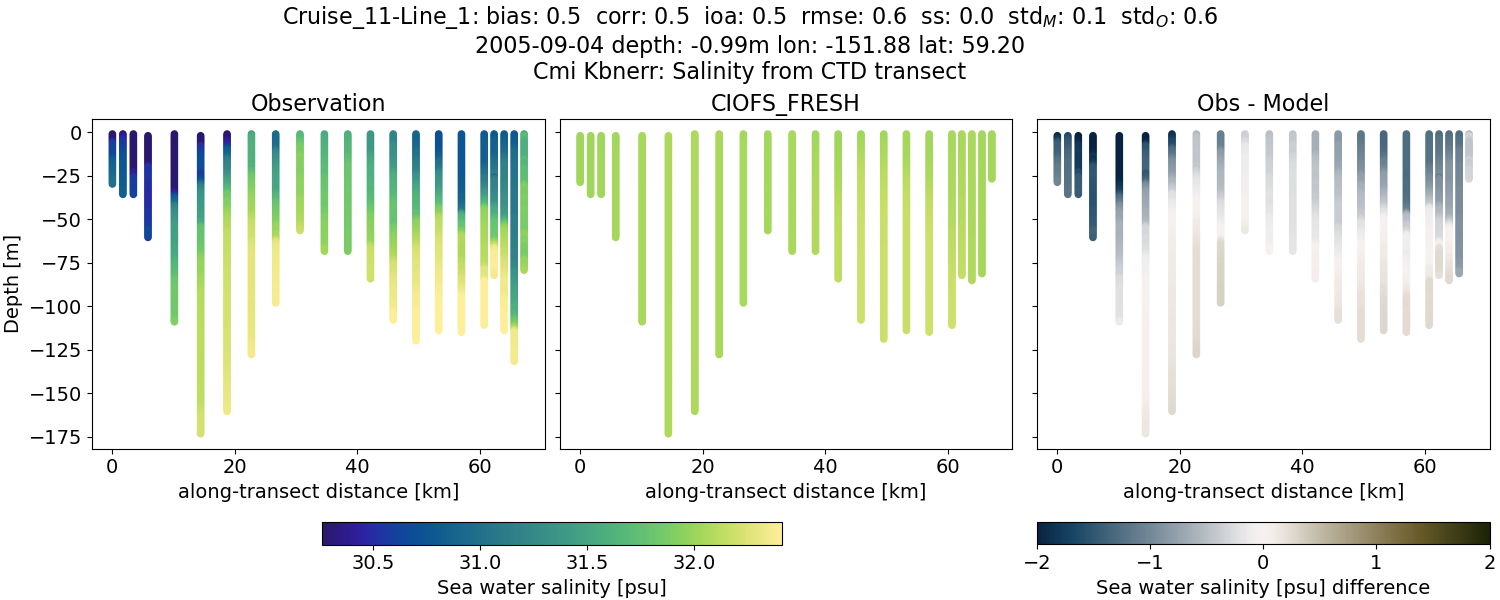 Cruise_11-Line_1: bias: 0.5 corr: 0.5 ioa: 0.5 rmse: 0.6 ss: 0.0 std_M: 0.1 std_O: 0.6
2005-09-04 depth: -0.99m lon: -151.88 lat: 59.20
Cmi Kbnerr: Salinity from CTD transect
Observation
CIOFS_FRESH
Obs - Model
Depth [m]
0
−25
−50
−75
−100
−125
−150
−175
0 20 40 60
0 20 40 60
0 20 40 60
along-transect distance [km]
along-transect distance [km]
along-transect distance [km]
30.5 31.0 31.5 32.0
Sea water salinity [psu]
−2 −1 0 1 2
Sea water salinity [psu] difference